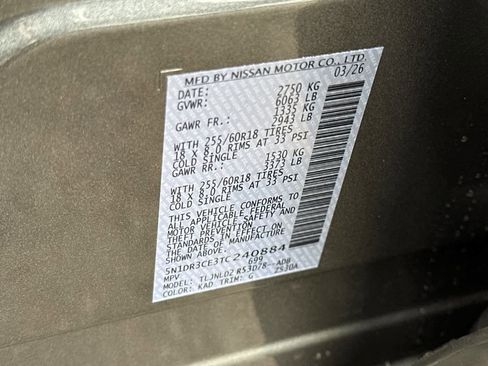 MFD BY NISSAN MOTOR CO., LTD.
DATE: 03/26
GVWR: 2750 KG
6063 LB
GAWR FR.: 1335 KG
2943 LB
WITH 255/60R18 TIRES
18 X 8.0 RIMS AT 33 PSI
COLD SINGLE
GAWR RR.: 1530 KG
3373 LB
WITH 255/60R18 TIRES
18 X 8.0 RIMS AT 33 PSI
COLD SINGLE
THIS VEHICLE CONFORMS TO
ALL APPLICABLE FEDERAL
MOTOR VEHICLE SAFETY AND
THEFT PREVENTION
STANDARDS IN EFFECT ON
THE DATE OF MANUFACTURE
SHOWN ABOVE.
5N1DR3CE3TC240884
MPV 699
MODEL: TLJNLD2 R53D78--ADB
COLOR: KAD TRIM: G ZS30A